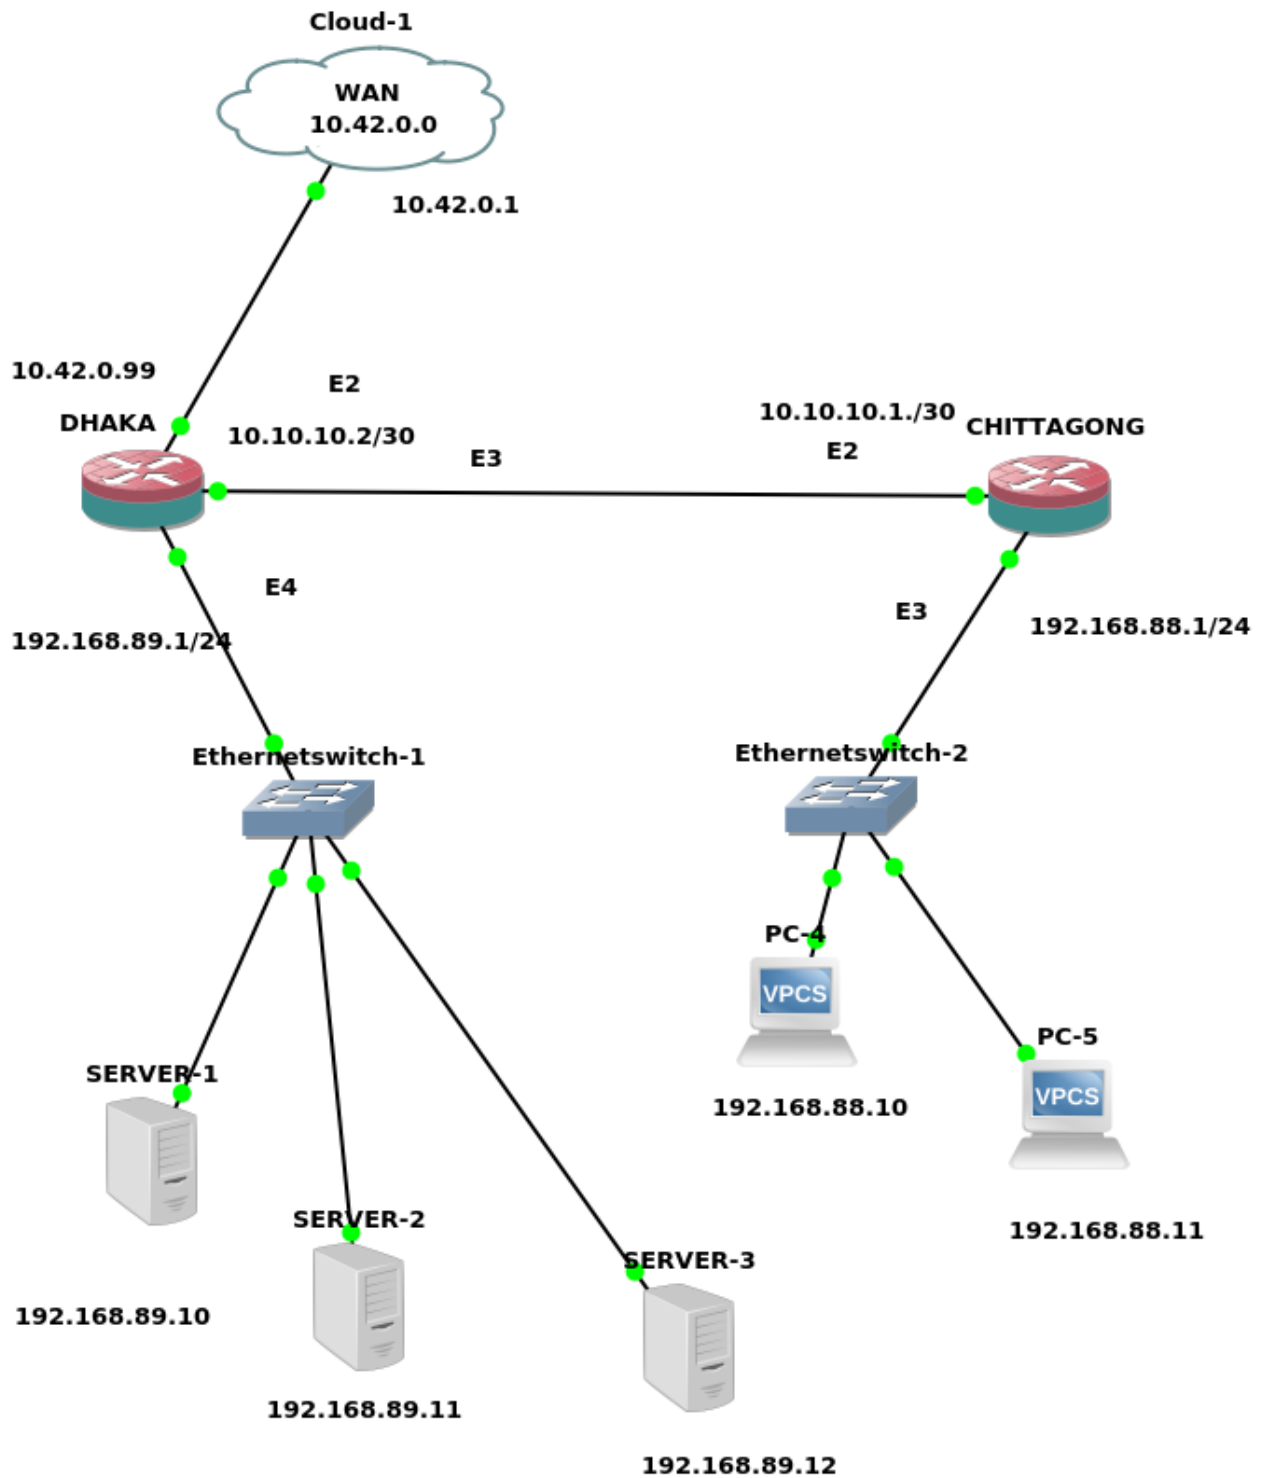 Cloud-1
WAN
10.42.0.0
10.42.0.1
10.42.0.99
E2
DHAKA
10.10.10.2/30
E3
10.10.10.1./30
E2
CHITTAGONG
E4
192.168.89.1/24
E3
192.168.88.1/24
Ethernetswitch-1
Ethernetswitch-2
PC-4
VPCS
192.168.88.10
PC-5
VPCS
192.168.88.11
SERVER-1
192.168.89.10
SERVER-2
192.168.89.11
SERVER-3
192.168.89.12